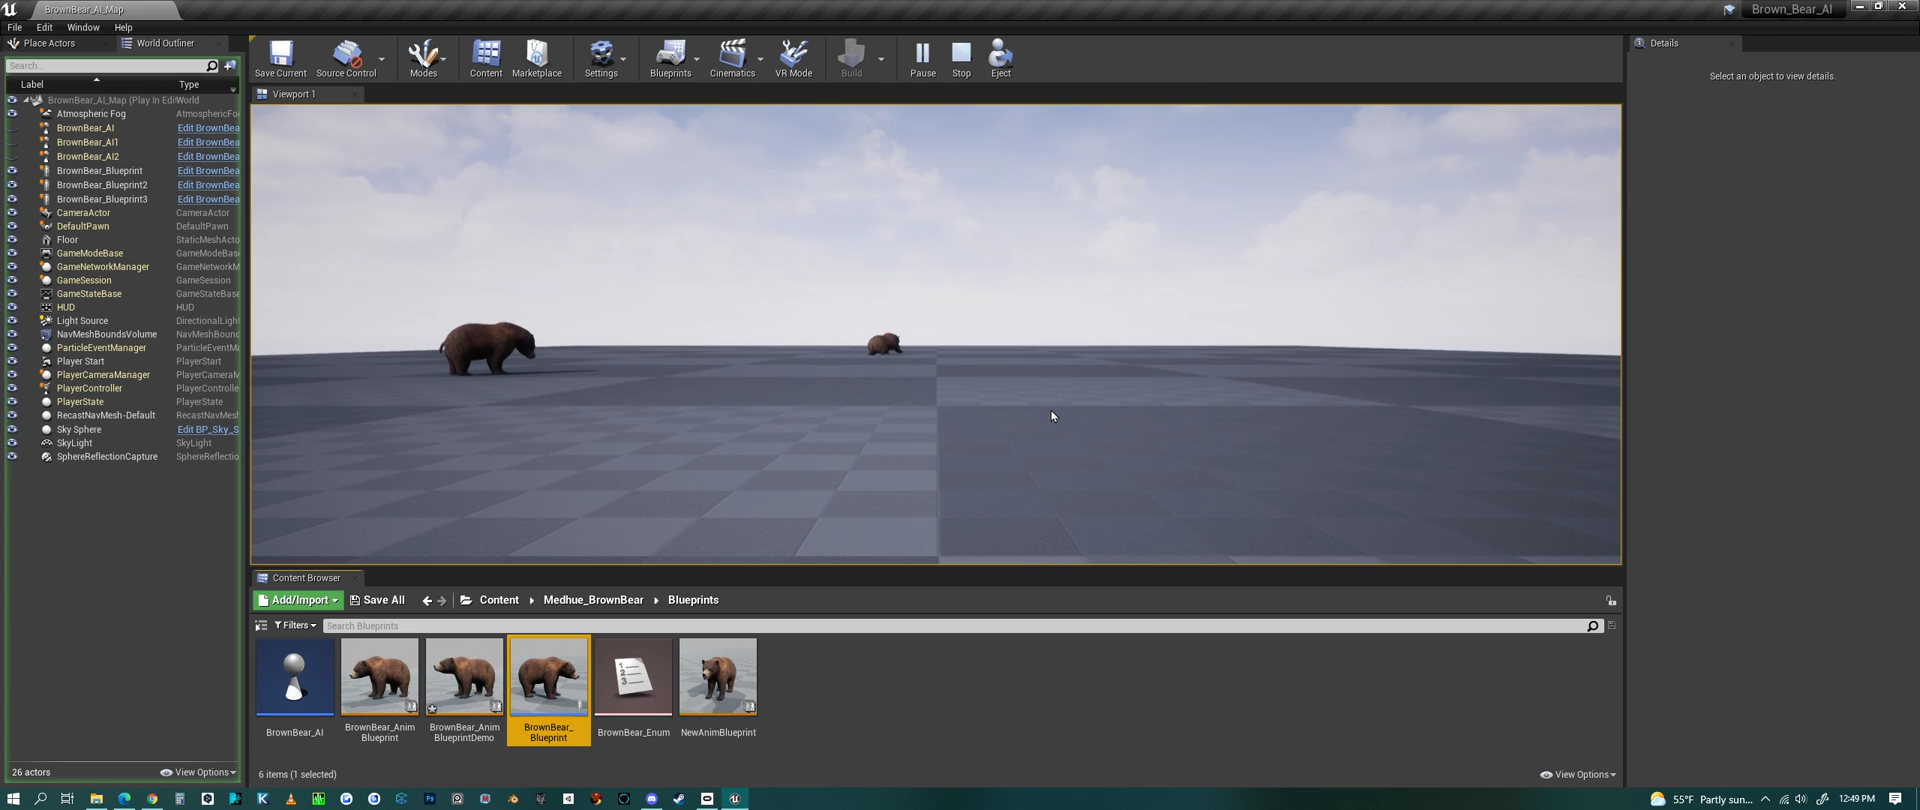 BrownBear_AI_Map
Brown_Bear_AI
File Edit Window Help
Place Actors World Outliner
Search...
Label Type
BrownBear_AI_Map (Play In Edi World
Atmospheric Fog AtmosphericFo
BrownBear_AI Edit BrownBea
BrownBear_AI1 Edit BrownBea
BrownBear_AI2 Edit BrownBea
BrownBear_Blueprint Edit BrownBea
BrownBear_Blueprint2 Edit BrownBea
BrownBear_Blueprint3 Edit BrownBea
CameraActor CameraActor
DefaultPawn DefaultPawn
Floor StaticMeshActo
GameModeBase GameModeBas
GameNetworkManager GameNetworkM
GameSession GameSession
GameStateBase GameStateBase
HUD HUD
Light Source DirectionalLight
NavMeshBoundsVolume NavMeshBound
ParticleEventManager ParticleEventMa
Player Start PlayerStart
PlayerCameraManager PlayerCameraM
PlayerController PlayerControlle
PlayerState PlayerState
RecastNavMesh-Default RecastNavMesh
Sky Sphere Edit BP_Sky_S
SkyLight SkyLight
SphereReflectionCapture SphereReflectio
26 actors View Options
Save Current Source Control Modes Content Marketplace Settings Blueprints Cinematics VR Mode Build Pause Stop Eject
Viewport 1
Details
Select an object to view details.
Content Browser
Add/Import Save All Content Medhue_BrownBear Blueprints
Filters Search Blueprints
1
2
3
BrownBear_AI
BrownBear_Anim
Blueprint
BrownBear_Anim
BlueprintDemo
BrownBear_
Blueprint
BrownBear_Enum
NewAnimBlueprint
6 items (1 selected) View Options
55°F Partly sun... 12:49 PM